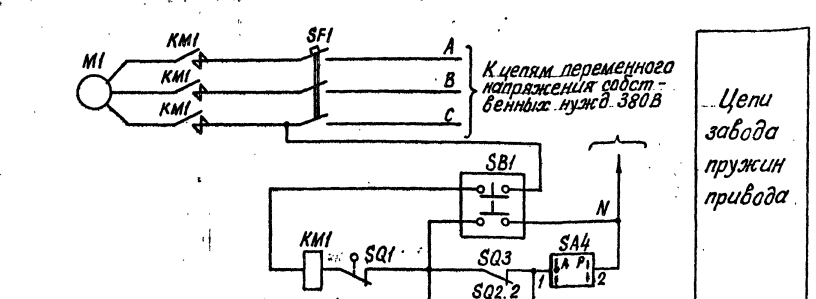 KM1
SF1
A
M1
KM1
B
KM1
C
К цепям переменного
напряжения собст-
венных нужд 380В
Цепи
завода
пружин
привода
SB1
N
KM1
SQ1
SQ3
SA4
A P
1
2
SQ2.2